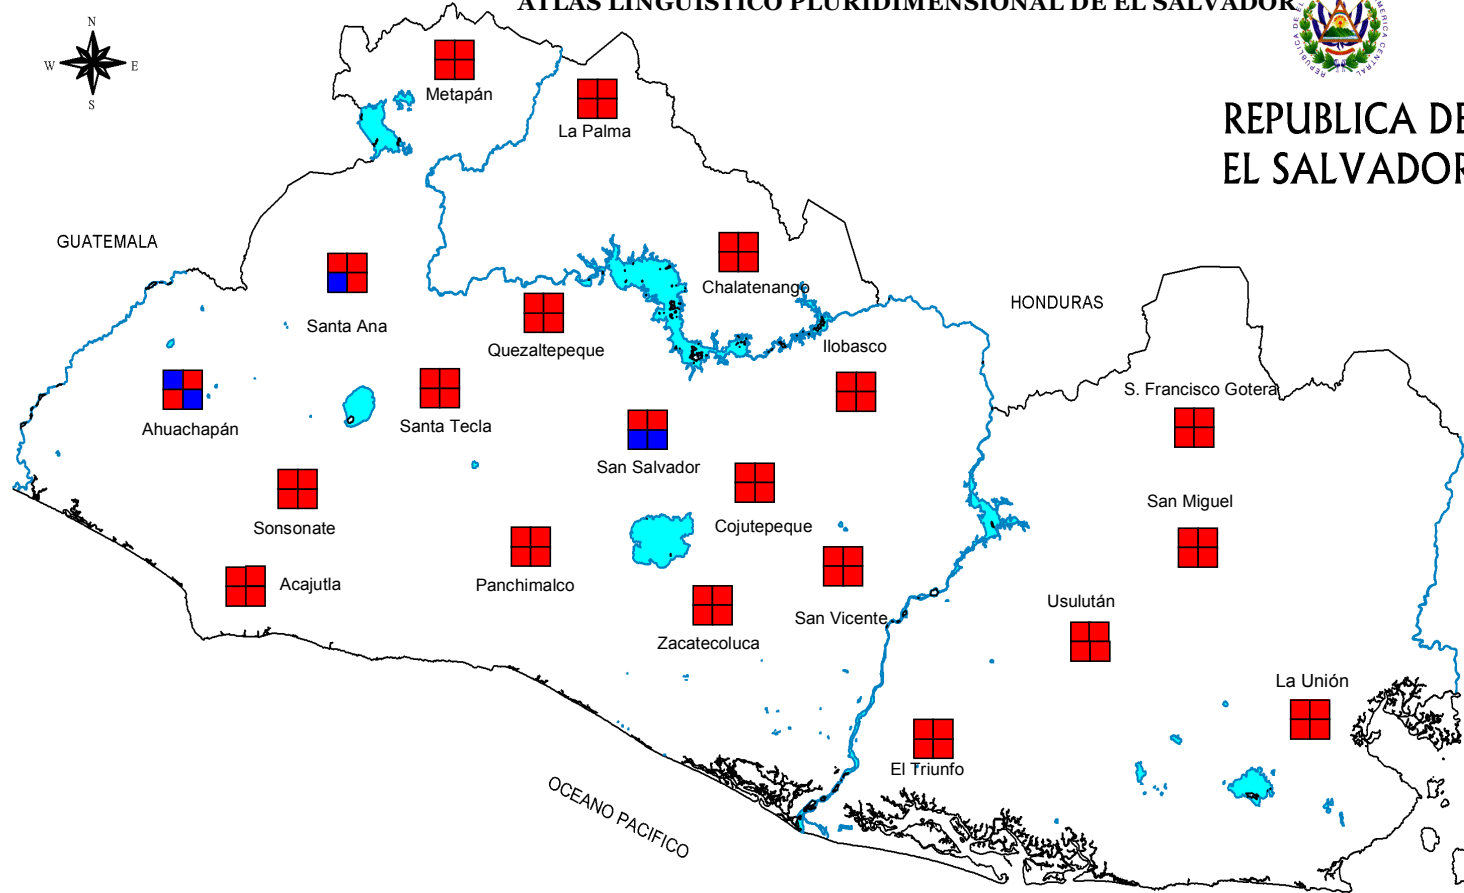 ATLAS LINGÜÍSTICO PLURIDIMENSIONAL DE EL SALVADOR
N
W E
S
REPUBLICA DE
EL SALVADOR
Metapán
La Palma
GUATEMALA
Chalatenango
HONDURAS
Santa Ana
Quezaltepeque
Ilobasco
S. Francisco Gotera
Ahuachapán
Santa Tecla
San Salvador
San Miguel
Sonsonate
Cojutepeque
Acajutla
Panchimalco
Usulután
San Vicente
Zacatecoluca
La Unión
El Triunfo
OCEANO PACIFICO